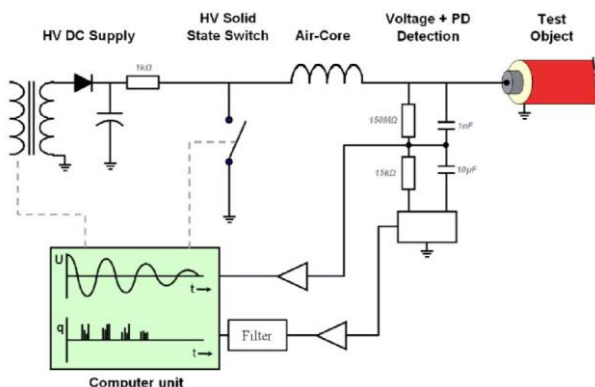 HV DC Supply
HV Solid
State Switch
Air-Core
Voltage + PD
Detection
Test
Object
1kΩ
150MΩ
1nF
15kΩ
10µF
U
t
q
t
Filter
Computer unit